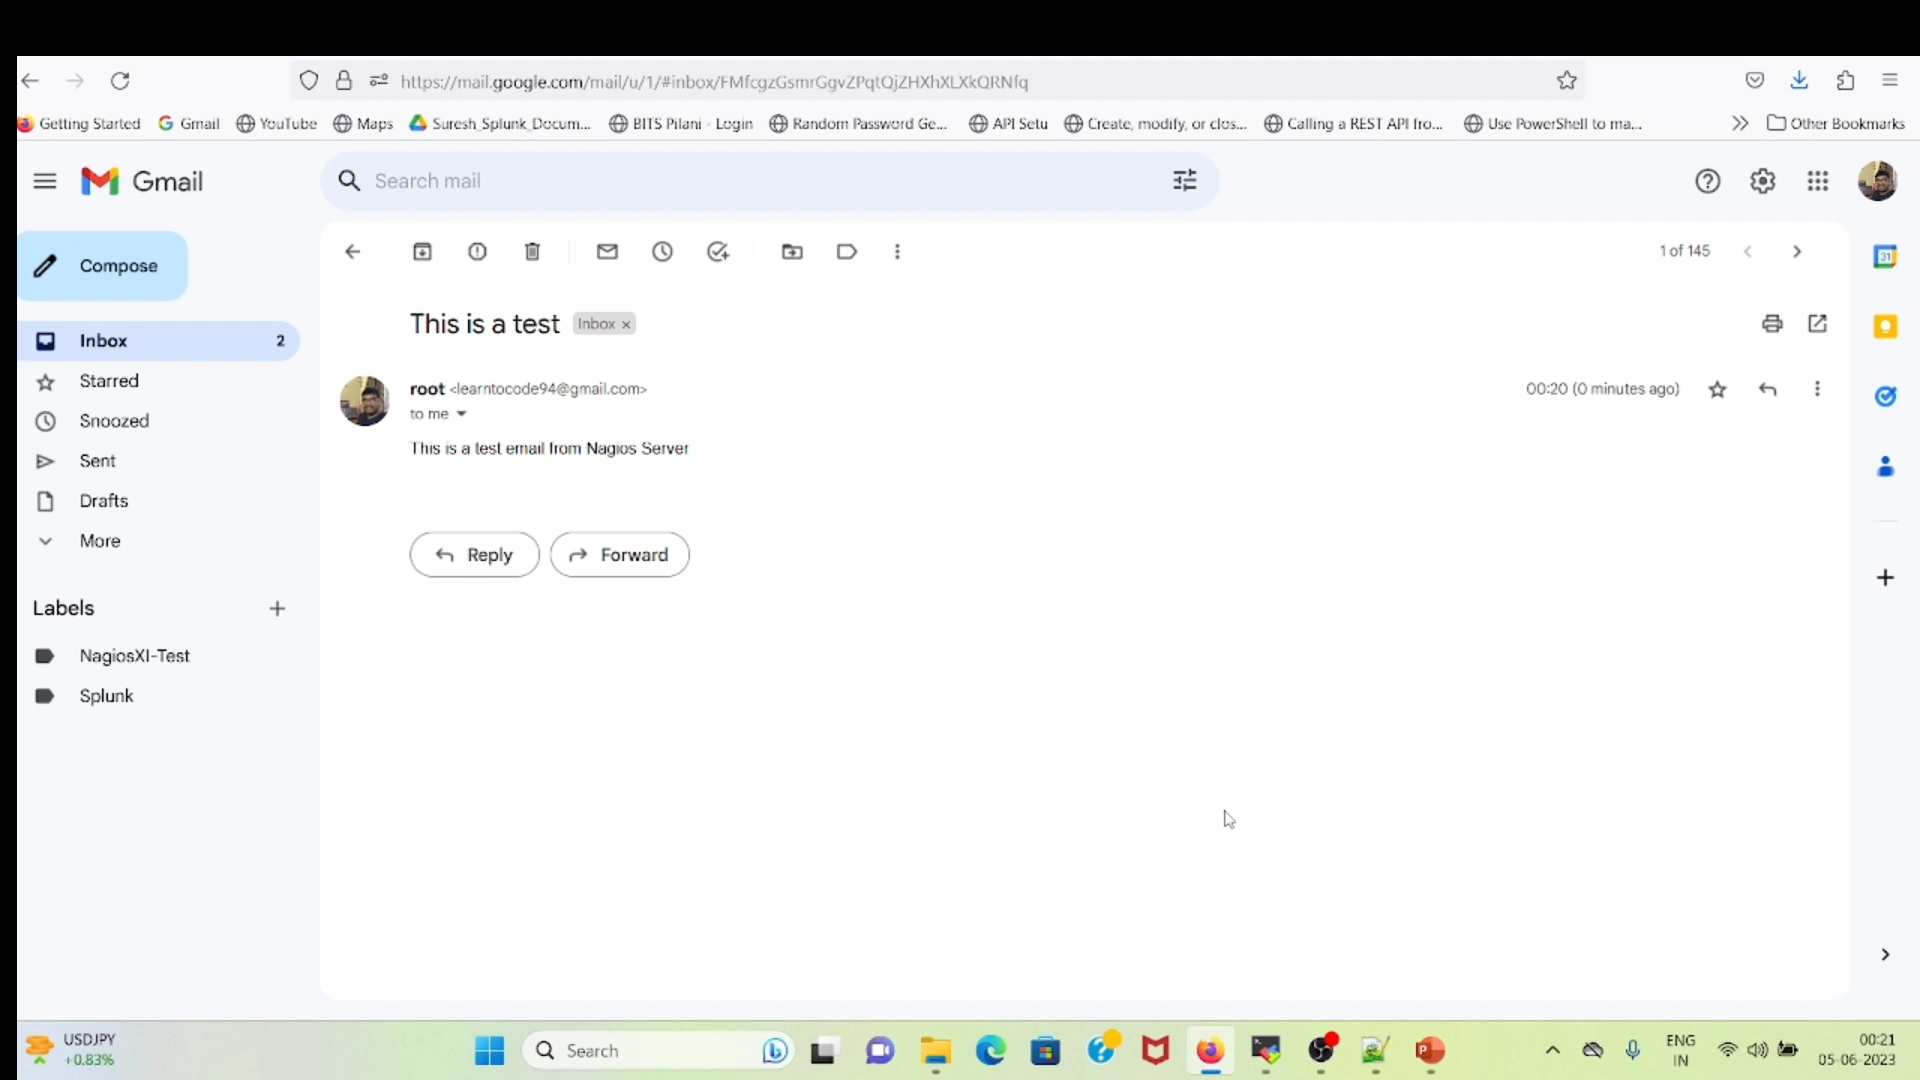 https://mail.google.com/mail/u/1/#inbox/FMfcgzGsmrGgvZPqtQjZHXhXLXkQRNfq
Getting Started Gmail YouTube Maps Suresh_Splunk_Docum... BITS Pilani - Login Random Password Ge... API Setu Create, modify, or clos... Calling a REST API fro... Use PowerShell to ma... Other Bookmarks
Gmail
Search mail
Compose
1 of 145
This is a test Inbox x
Inbox 2
Starred
Snoozed
Sent
Drafts
More
Labels
NagiosXI-Test
Splunk
root <learntocode94@gmail.com> 00:20 (0 minutes ago)
to me
This is a test email from Nagios Server
Reply Forward
31
USDJPY
+0.83%
Search
ENG
IN
00:21
05-06-2023